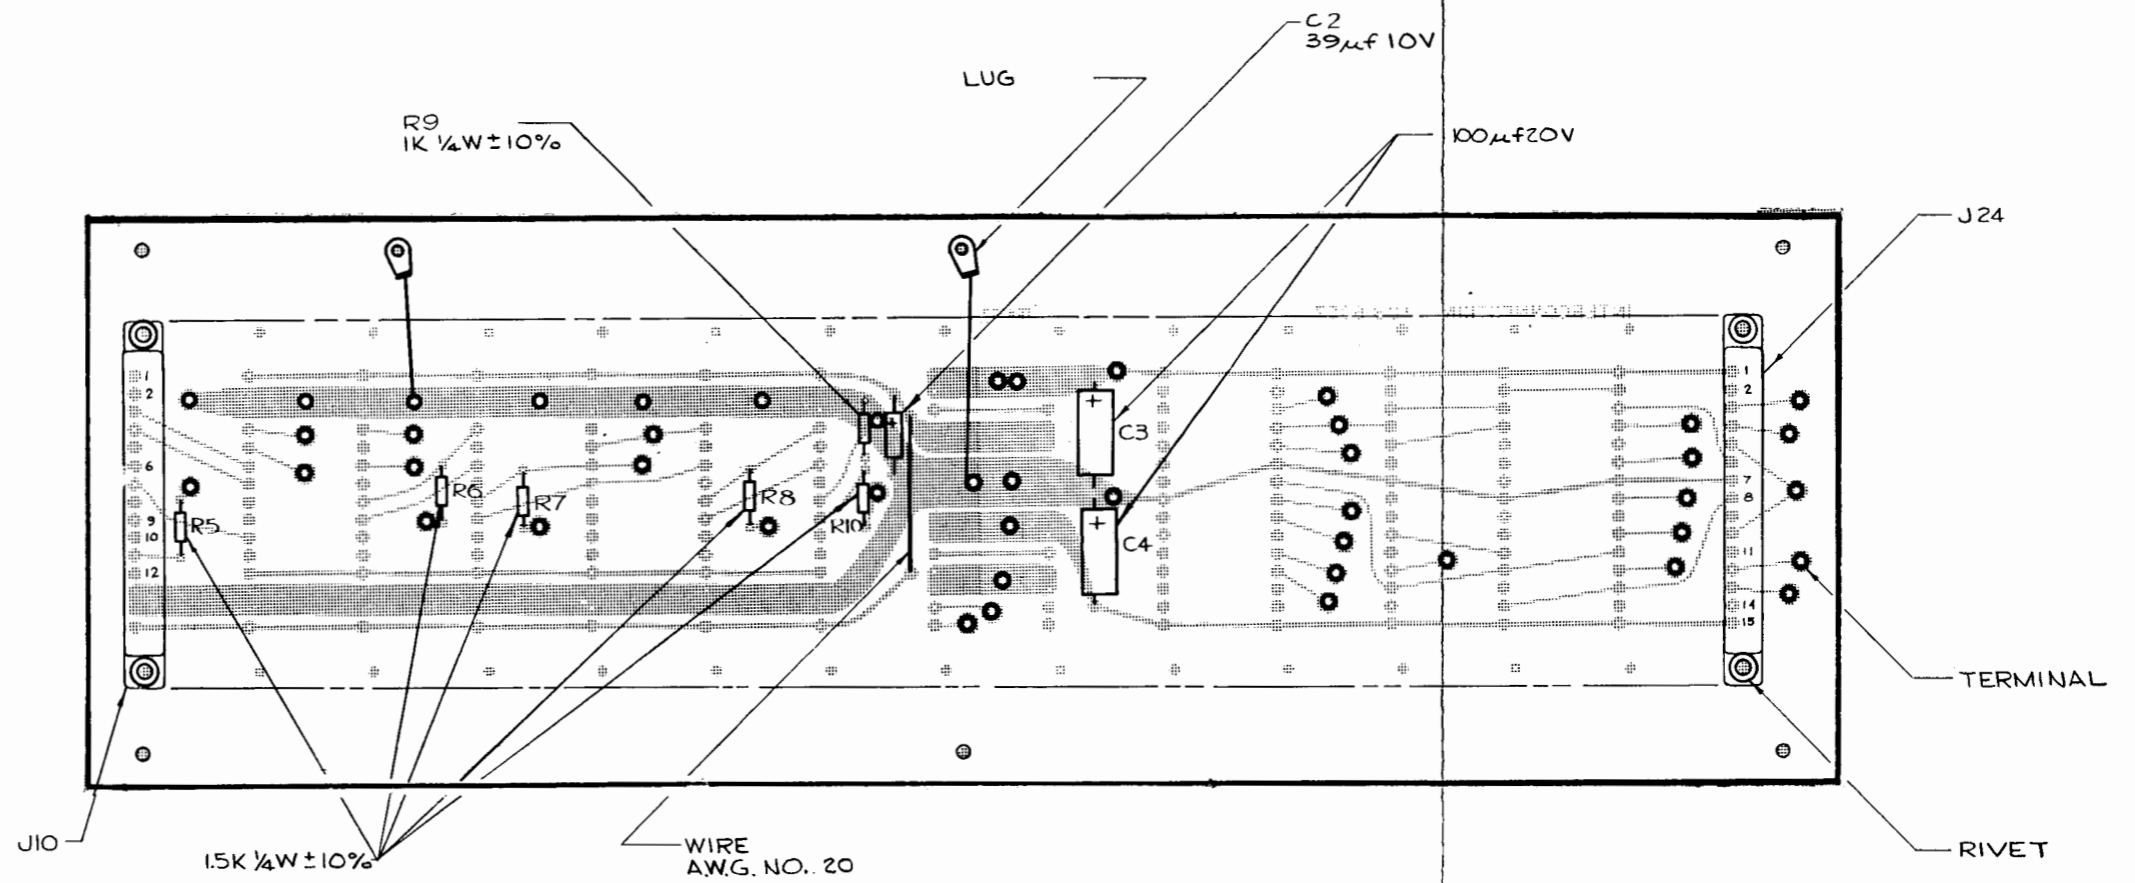 C2
39µf 10V
LUG
R9
1K ¼W±10%
100µf20V
J24
1
2
6
9
10
12
R5
R6
R7
R8
R10
+
+
C3
+
C4
1
2
7
8
11
14
15
TERMINAL
J10
1.5K ¼W±10%
WIRE
A.W.G. NO. 20
RIVET